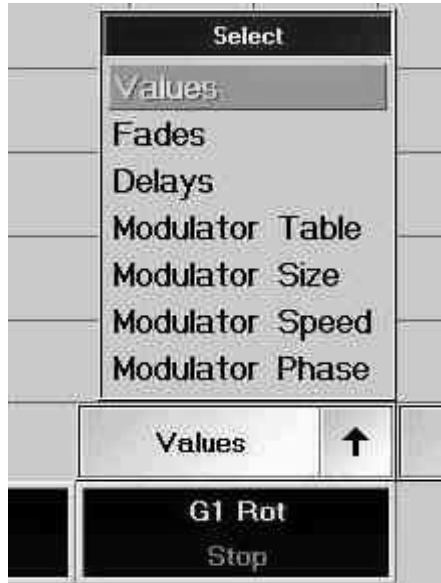 Select
Values
Fades
Delays
Modulator Table
Modulator Size
Modulator Speed
Modulator Phase
Values
G1 Rot
Stop